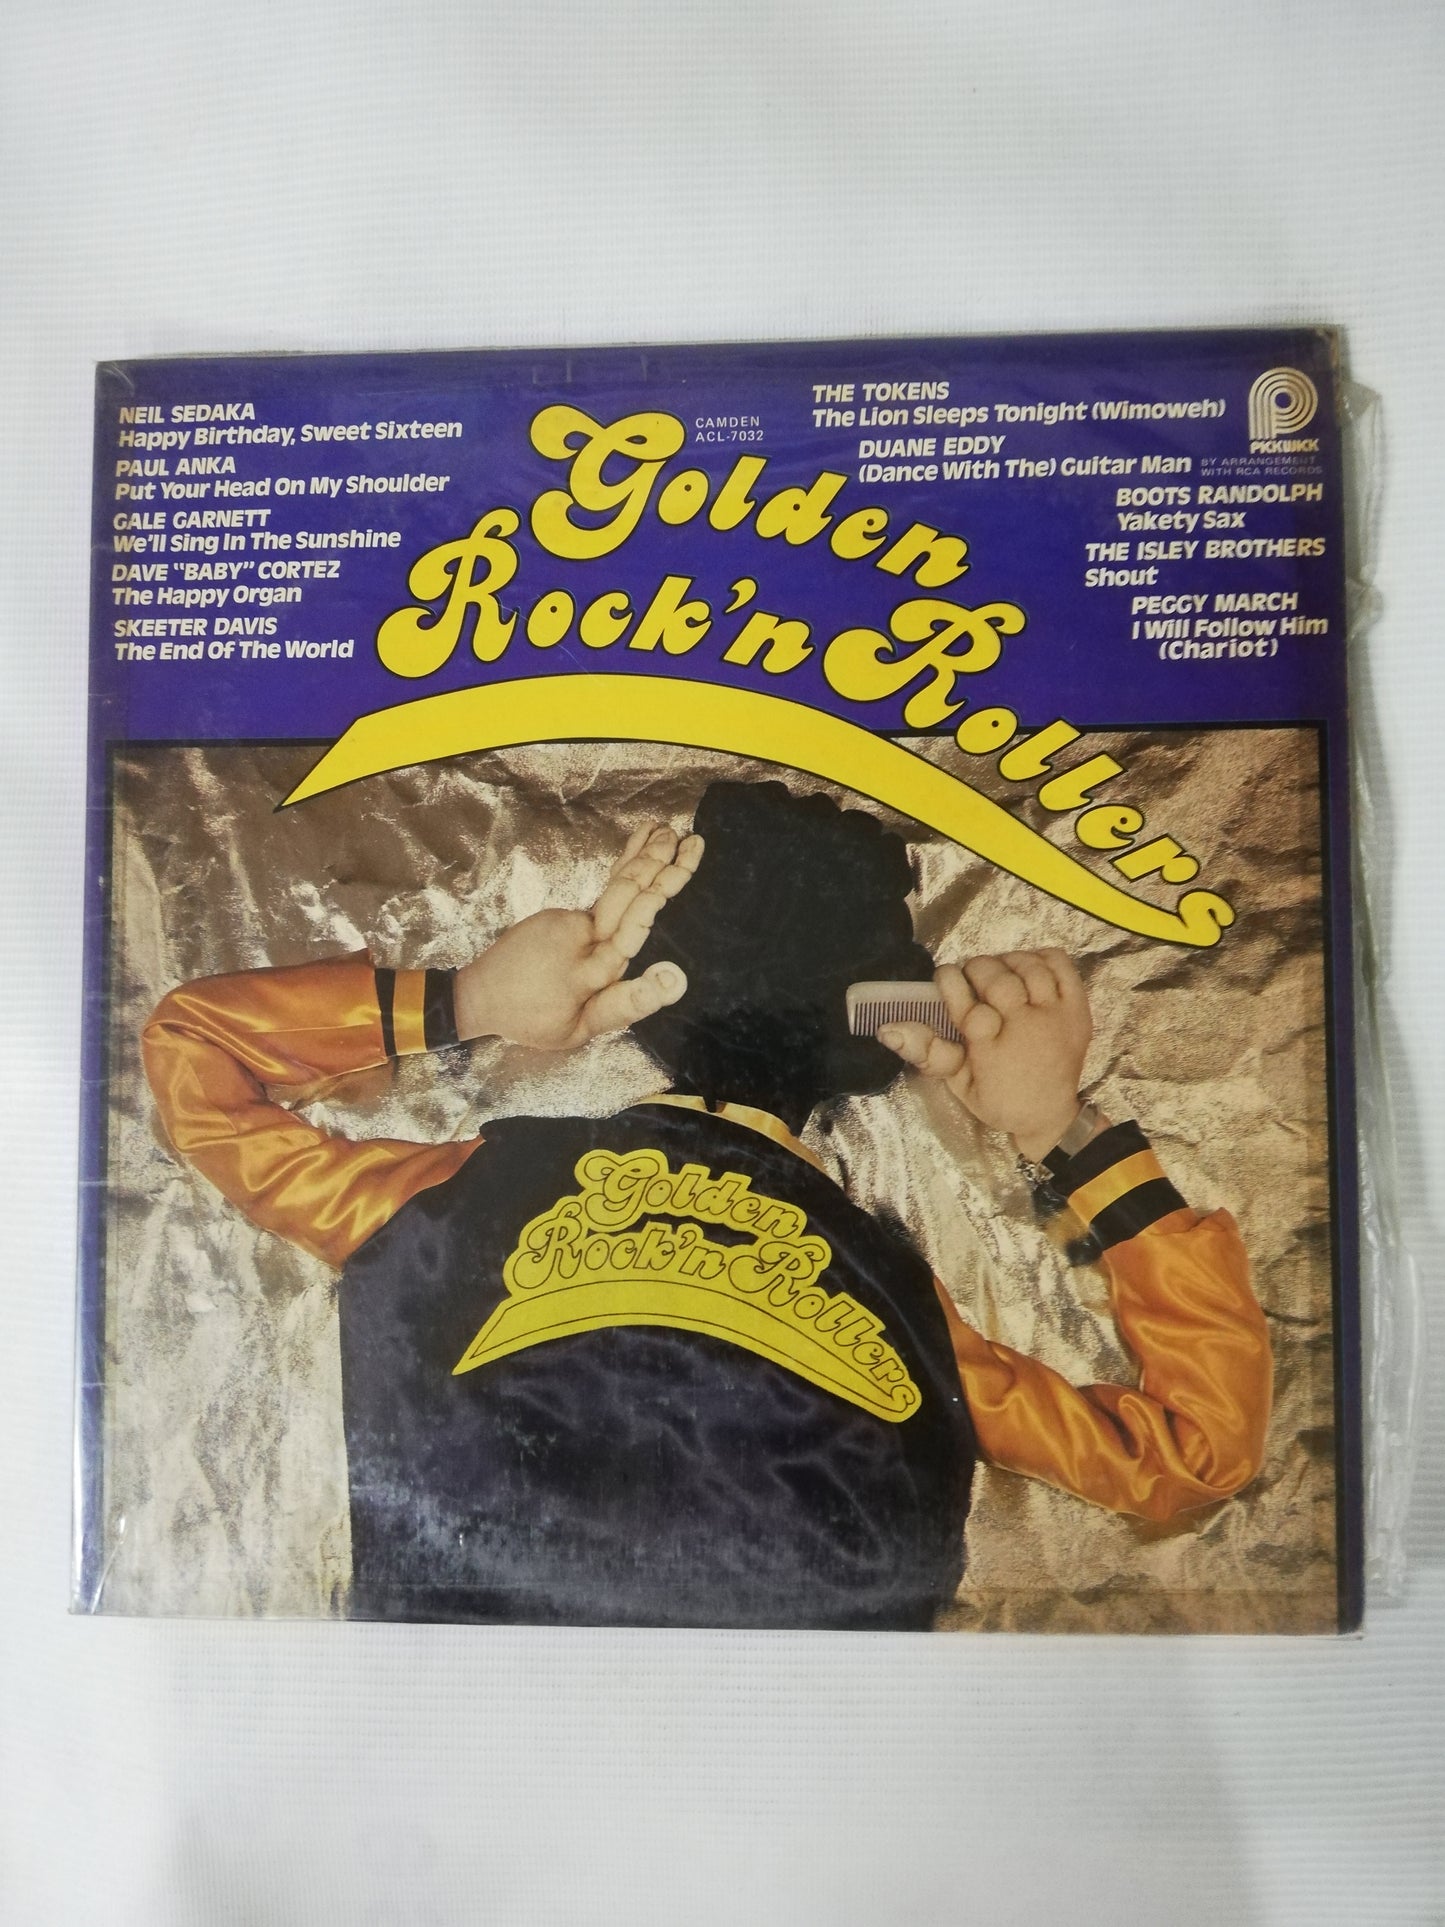 NEIL SEDAKA
Happy Birthday, Sweet Sixteen
PAUL ANKA
Put Your Head On My Shoulder
GALE GARNETT
We'll Sing In The Sunshine
DAVE "BABY" CORTEZ
The Happy Organ
SKEETER DAVIS
The End Of The World
Golden
Rock'n Rollers
CAMDEN
ACL-7032
THE TOKENS
The Lion Sleeps Tonight (Wimoweh)
DUANE EDDY
(Dance With The) Guitar Man
BOOTS RANDOLPH
Yakety Sax
THE ISLEY BROTHERS
Shout
PEGGY MARCH
I Will Follow Him
(Chariot)
PICKWICK
BY ARRANGEMENT
WITH RCA RECORDS
Golden
Rock'n Rollers